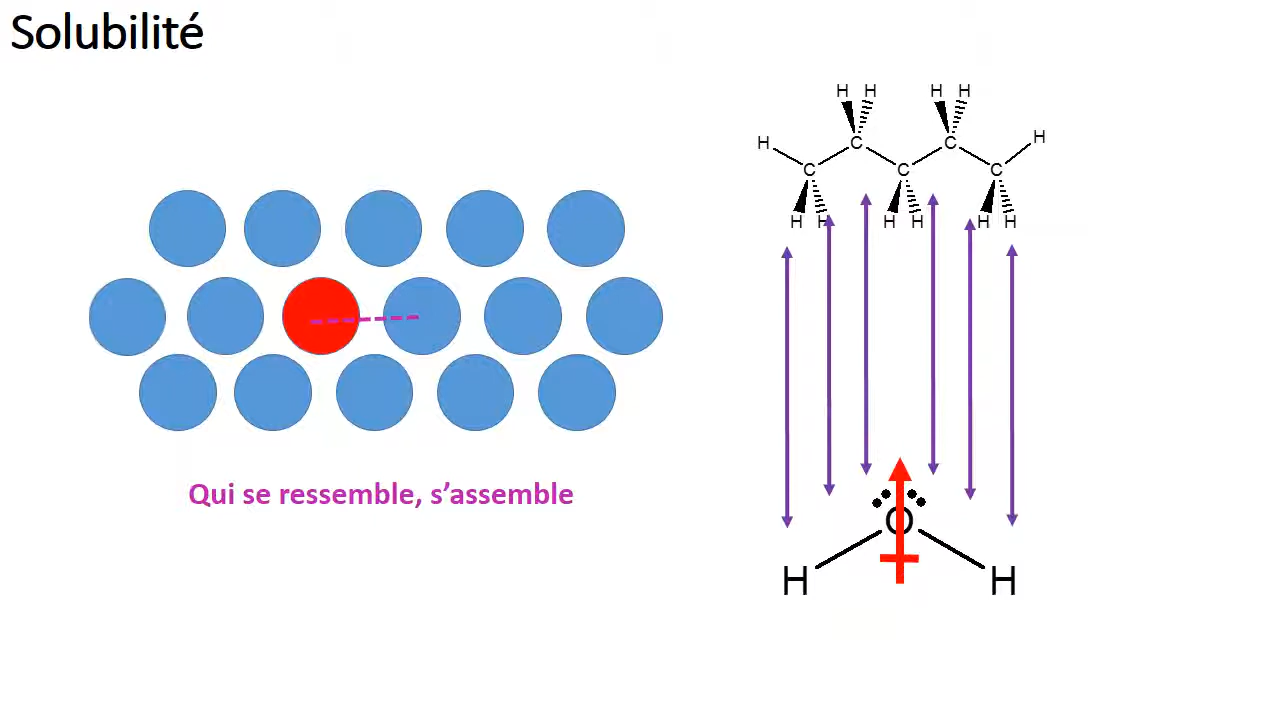 Solubilité
H H H H
H C C H
C C C
H H H H H H
Qui se ressemble, s’assemble
O
H H